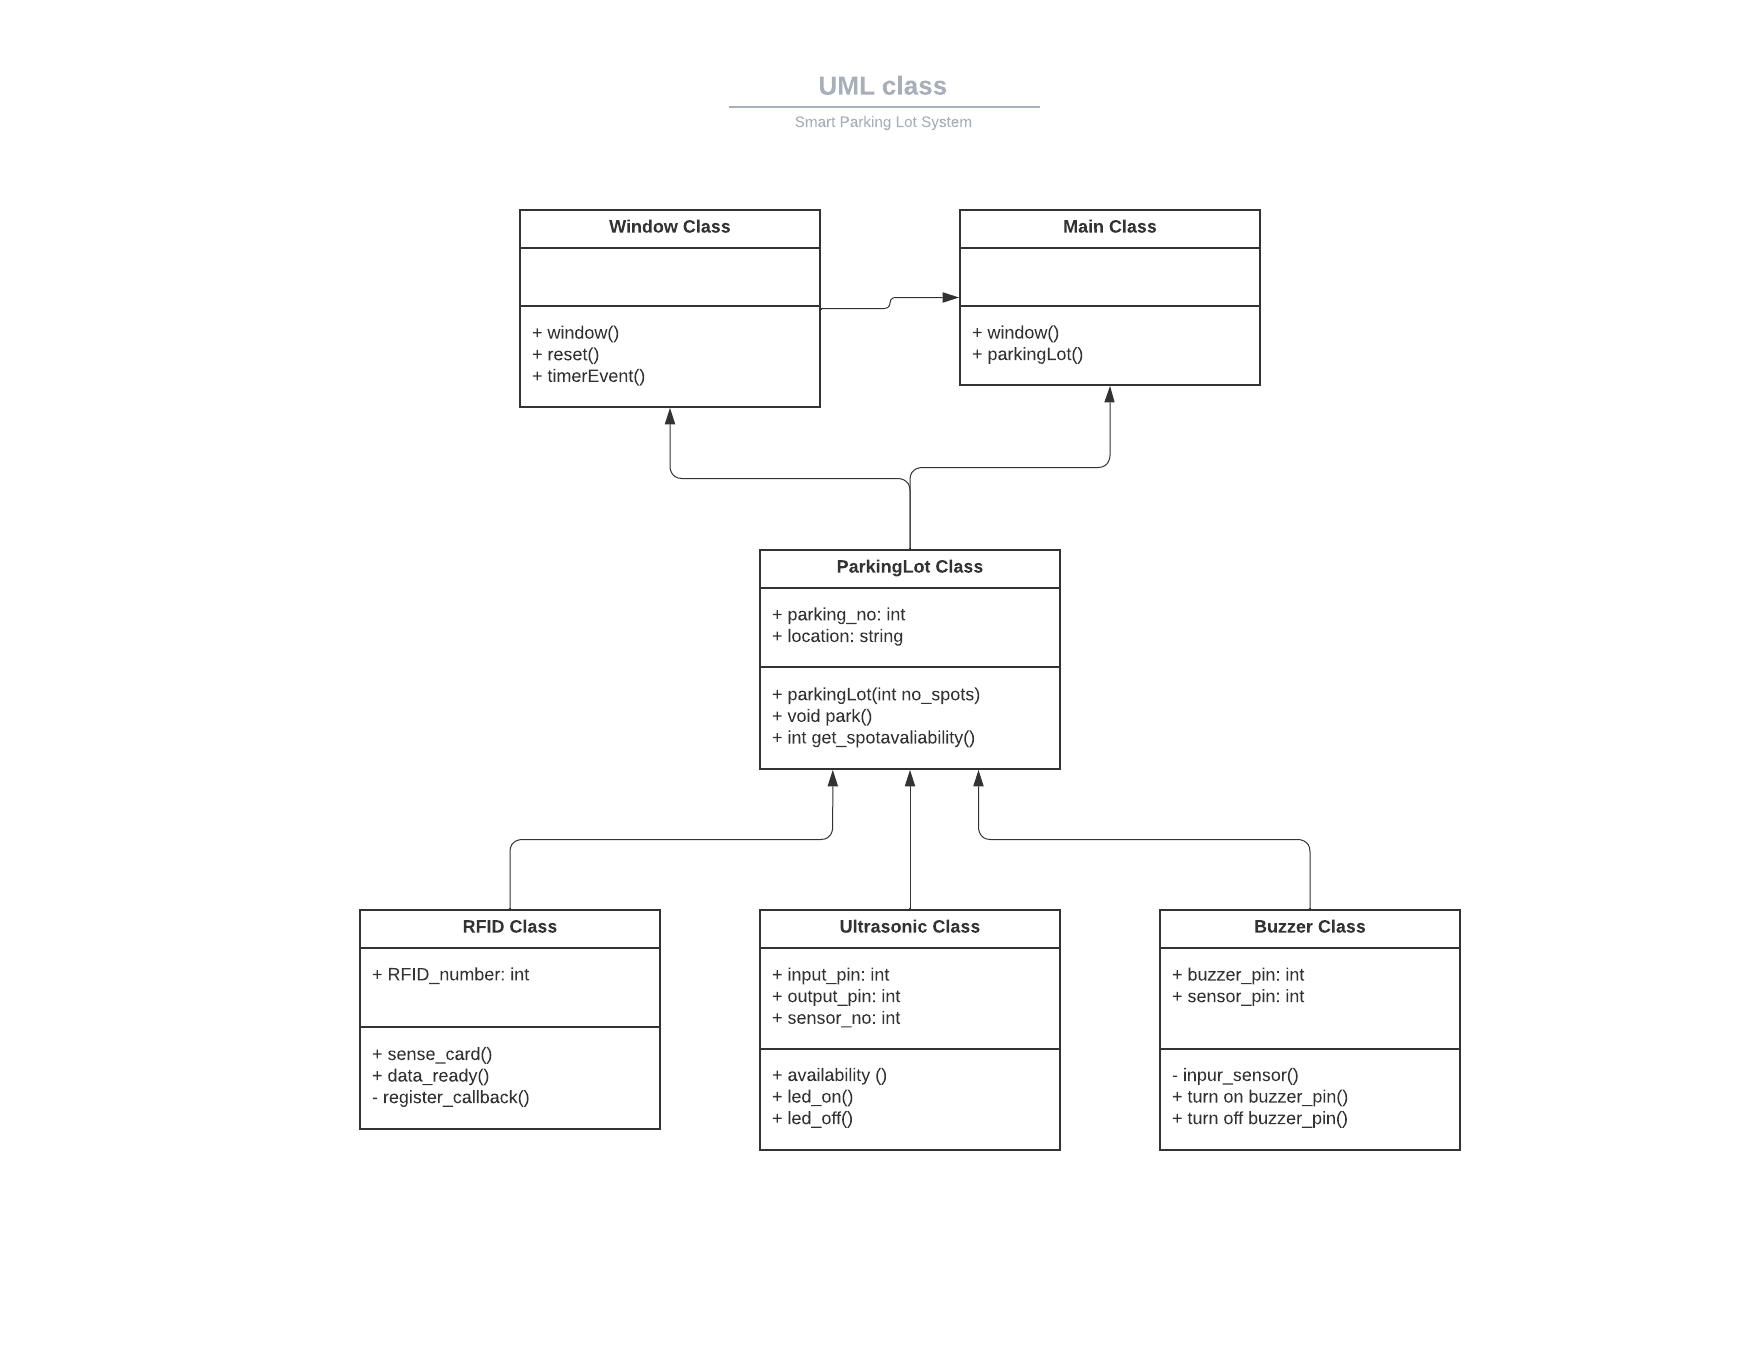 UML class
Smart Parking Lot System
Window Class
+ window()
+ reset()
+ timerEvent()
Main Class
+ window()
+ parkingLot()
ParkingLot Class
+ parking_no: int
+ location: string
+ parkingLot(int no_spots)
+ void park()
+ int get_spotavaliability()
RFID Class
+ RFID_number: int
+ sense_card()
+ data_ready()
- register_callback()
Ultrasonic Class
+ input_pin: int
+ output_pin: int
+ sensor_no: int
+ availability ()
+ led_on()
+ led_off()
Buzzer Class
+ buzzer_pin: int
+ sensor_pin: int
- inpur_sensor()
+ turn on buzzer_pin()
+ turn off buzzer_pin()